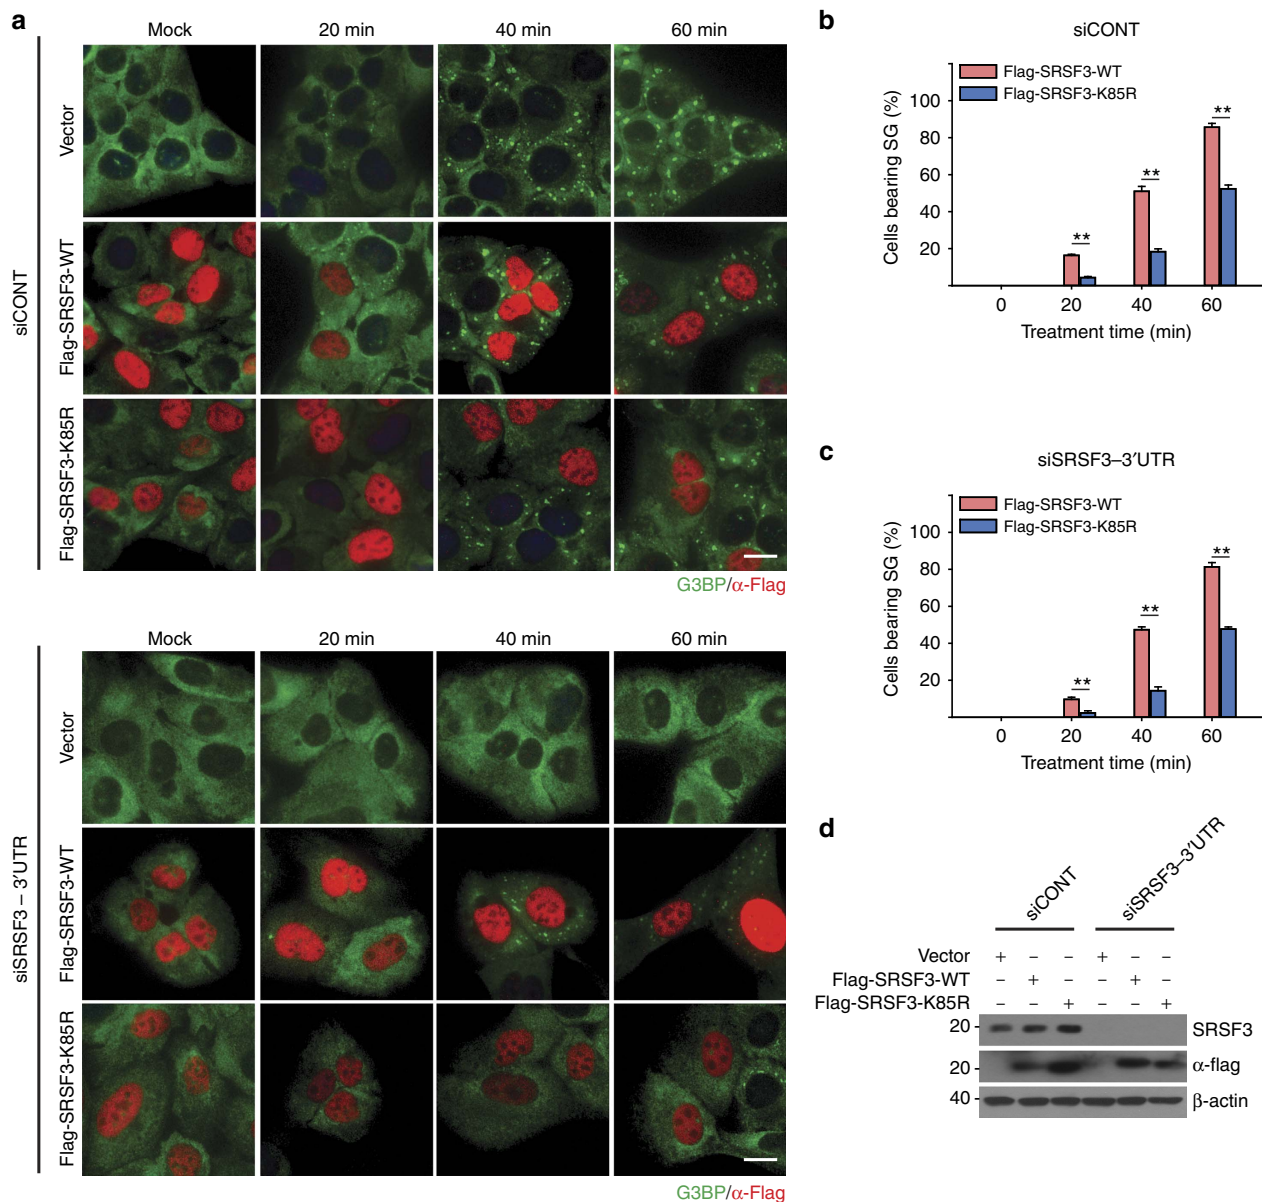 a
Mock 20 min 40 min 60 min
siCONT
Vector
Flag-SRSF3-WT
Flag-SRSF3-K85R
G3BP/α-Flag
Mock 20 min 40 min 60 min
siSRSF3 – 3′UTR
Vector
Flag-SRSF3-WT
Flag-SRSF3-K85R
G3BP/α-Flag
b
siCONT
Flag-SRSF3-WT
Flag-SRSF3-K85R
Cells bearing SG (%)
100
80
60
40
20
** ** **
0 20 40 60
Treatment time (min)
c
siSRSF3–3′UTR
Flag-SRSF3-WT
Flag-SRSF3-K85R
Cells bearing SG (%)
100
80
60
40
20
** ** **
0 20 40 60
Treatment time (min)
d
siCONT siSRSF3–3′UTR
Vector + – – + – –
Flag-SRSF3-WT – + – – + –
Flag-SRSF3-K85R – – + – – +
20 SRSF3
20 α-flag
40 β-actin